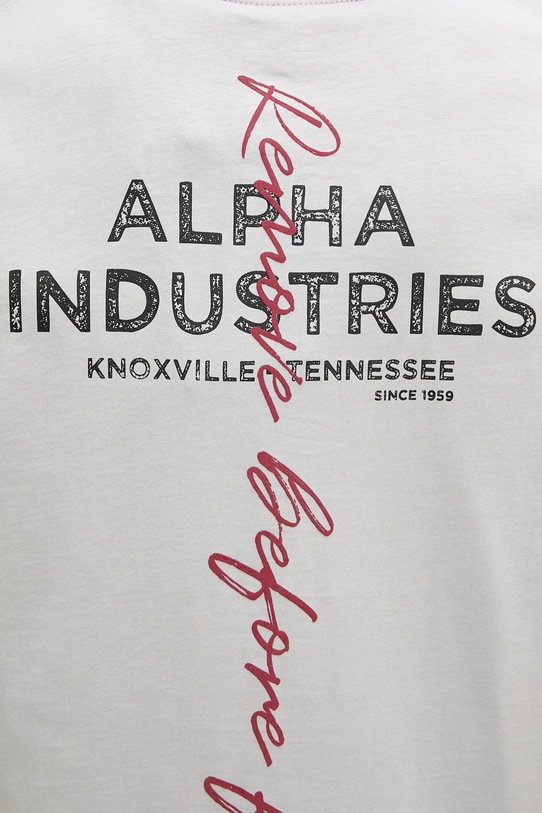 ALPHA
INDUSTRIES
KNOXVILLE - TENNESSEE
SINCE 1959
Remove before